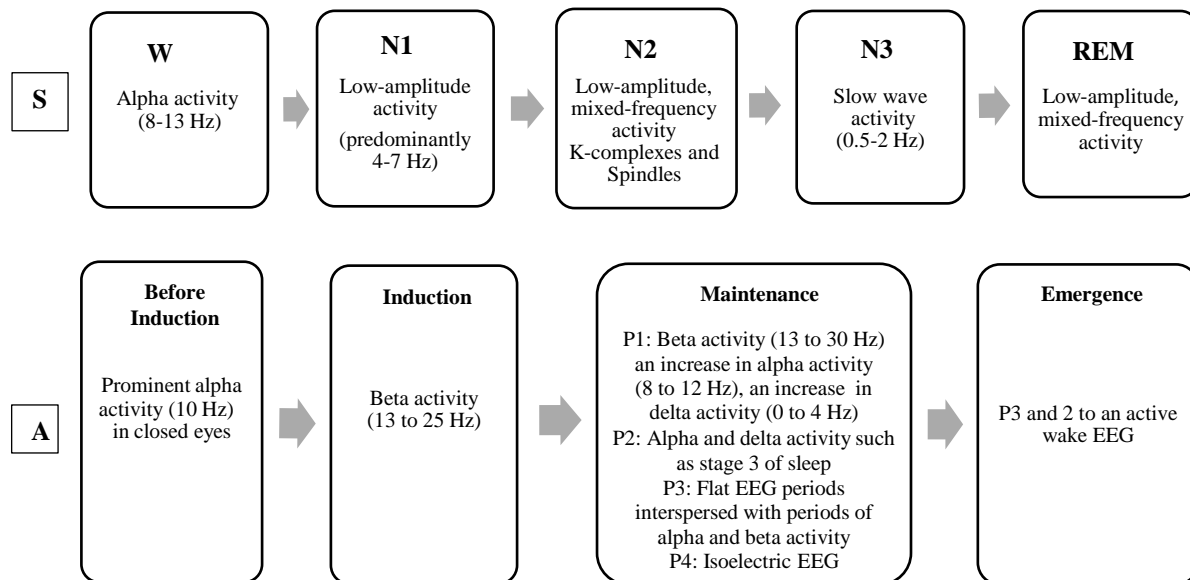 S
W
Alpha activity
(8-13 Hz)
N1
Low-amplitude
activity
(predominantly
4-7 Hz)
N2
Low-amplitude,
mixed-frequency
activity
K-complexes and
Spindles
N3
Slow wave
activity
(0.5-2 Hz)
REM
Low-amplitude,
mixed-frequency
activity
A
Before
Induction
Prominent alpha
activity (10 Hz)
in closed eyes
Induction
Beta activity
(13 to 25 Hz)
Maintenance
P1: Beta activity (13 to 30 Hz)
an increase in alpha activity
(8 to 12 Hz), an increase in
delta activity (0 to 4 Hz)
P2: Alpha and delta activity such
as stage 3 of sleep
P3: Flat EEG periods
interspersed with periods of
alpha and beta activity
P4: Isoelectric EEG
Emergence
P3 and 2 to an active
wake EEG